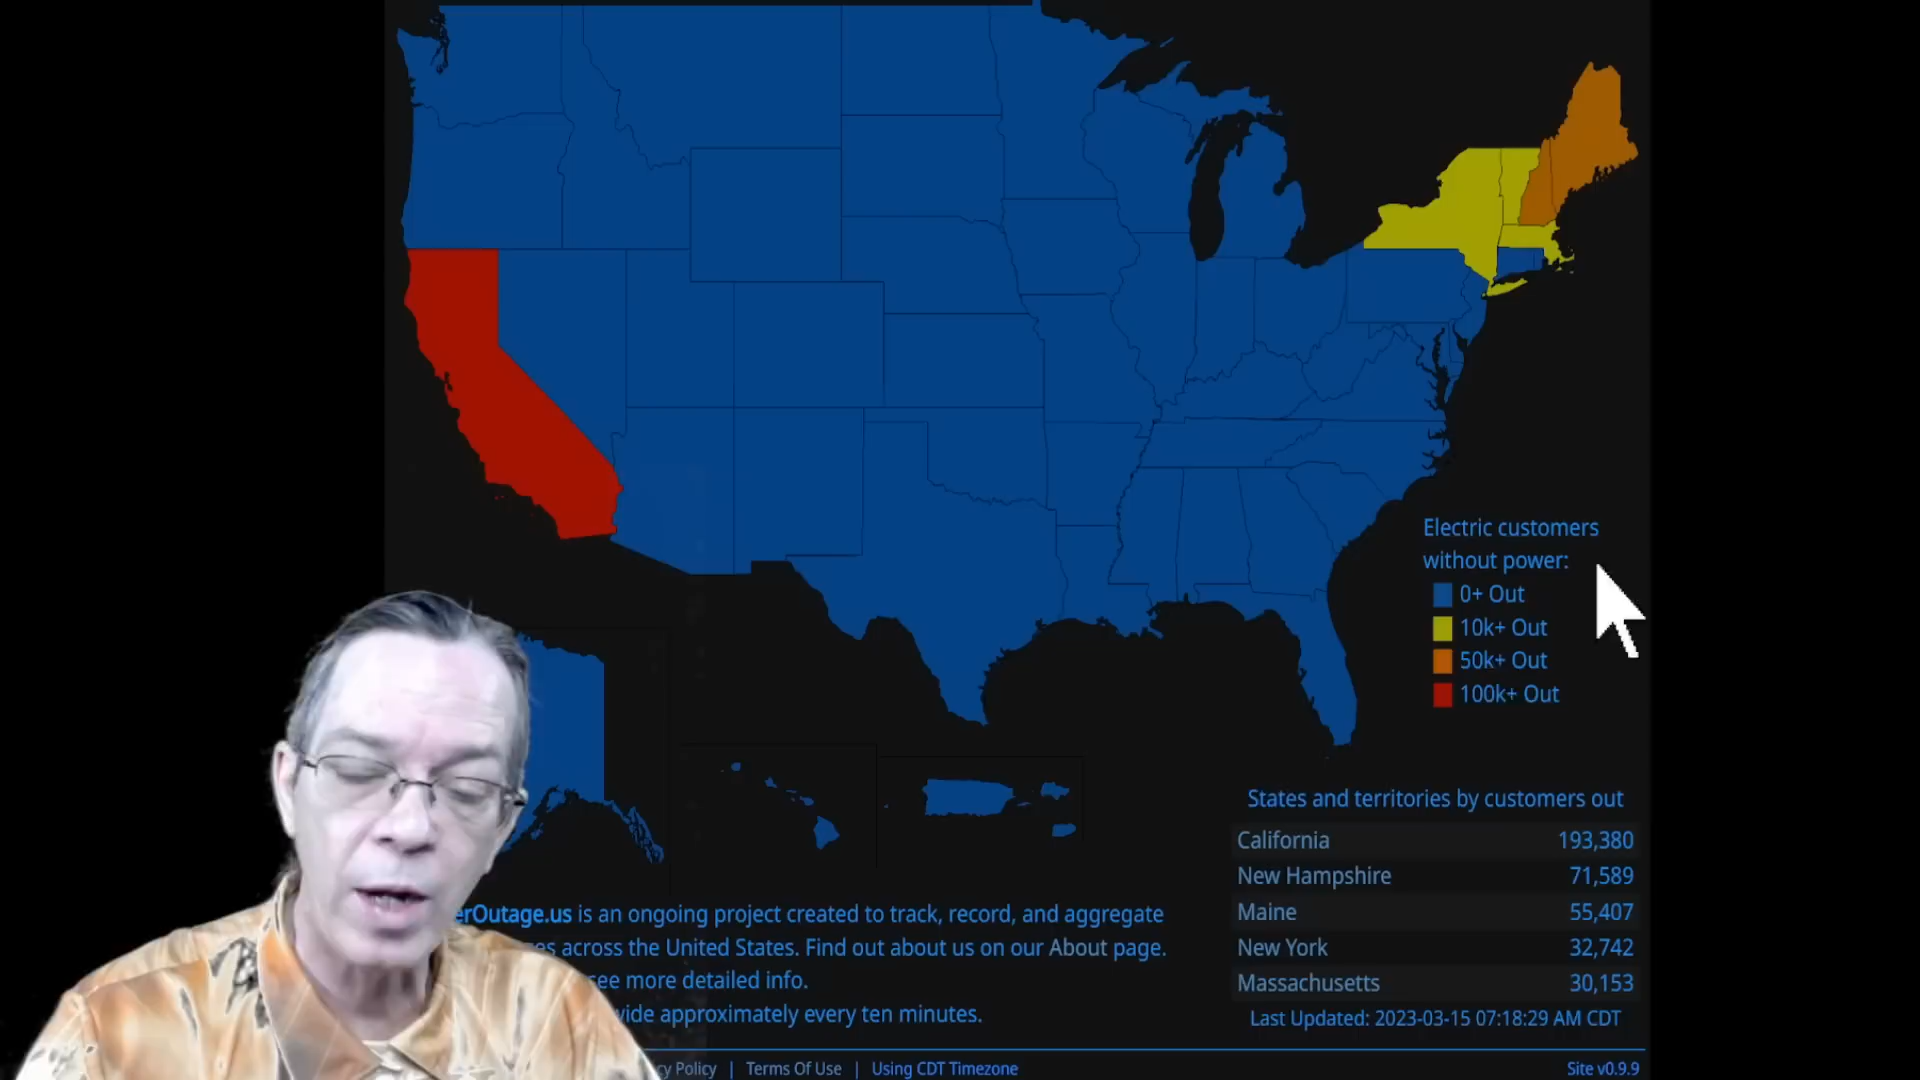 Electric customers
without power:
0+ Out
10k+ Out
50k+ Out
100k+ Out
States and territories by customers out
California 193,380
New Hampshire 71,589
Maine 55,407
New York 32,742
Massachusetts 30,153
Last Updated: 2023-03-15 07:18:29 AM CDT
erOutage.us is an ongoing project created to track, record, and aggregate
es across the United States. Find out about us on our About page.
see more detailed info.
vide approximately every ten minutes.
cy Policy | Terms Of Use | Using CDT Timezone
Site v0.9.9